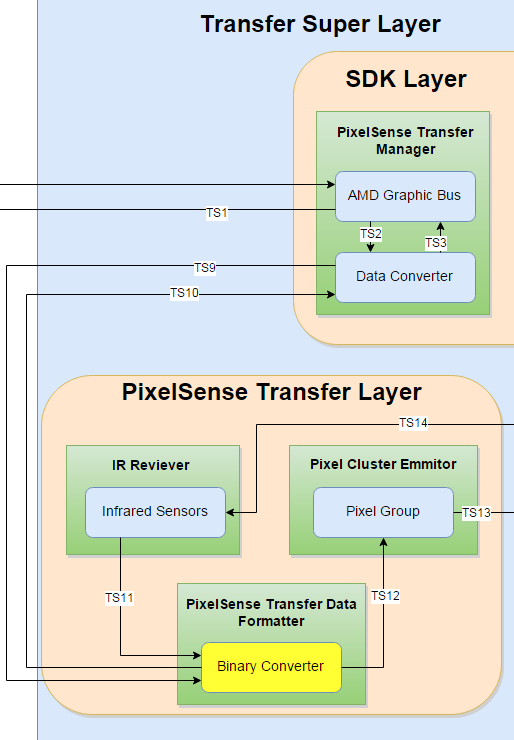 Transfer Super Layer
SDK Layer
PixelSense Transfer
Manager
AMD Graphic Bus
TS1
TS2
TS3
TS9
Data Converter
TS10
PixelSense Transfer Layer
TS14
IR Reviever
Pixel Cluster Emmitor
Infrared Sensors
Pixel Group
TS13
TS11
TS12
PixelSense Transfer Data
Formatter
Binary Converter